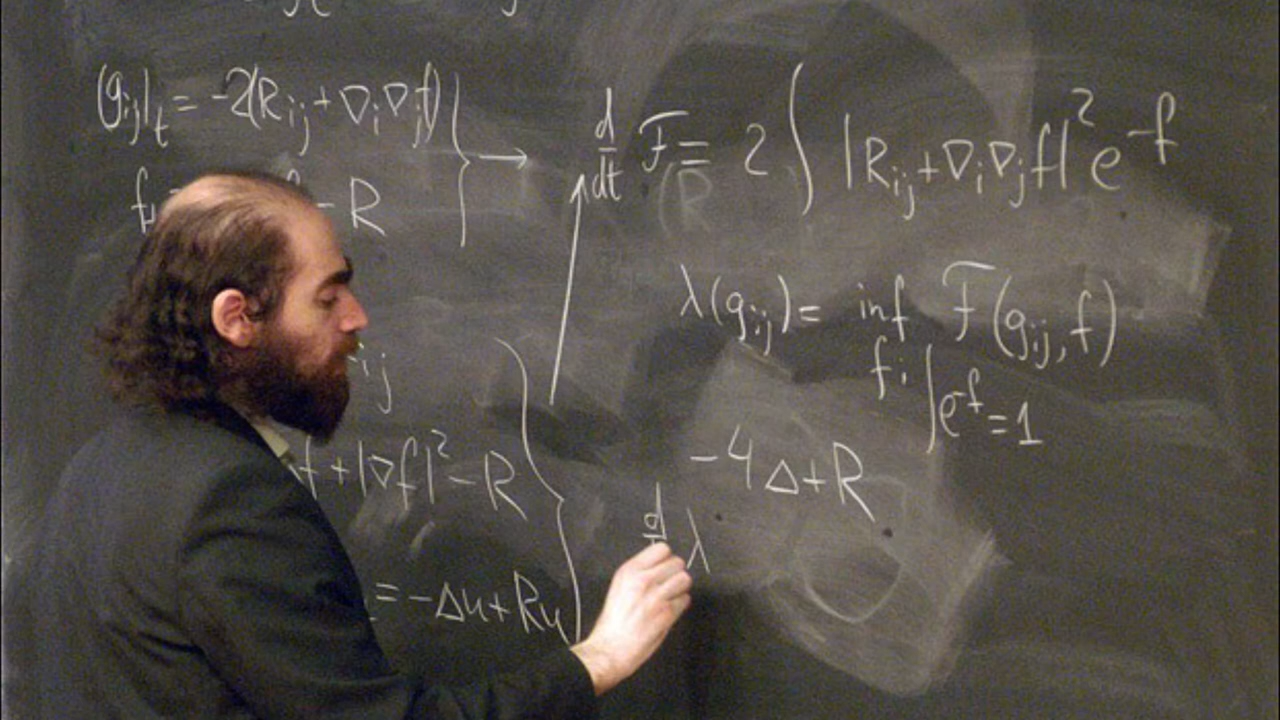 (g_ij)_t = -2(R_ij + ∇_i∇_j f) } → d/dt F = 2 ∫ |R_ij + ∇_i∇_j f|² e^-f
- R
λ(g_ij) = inf F(g_ij, f)
f; ∫e^-f = 1
ij
+ |∇f|² - R
-4Δ + R
d λ
= -Δu + Ru